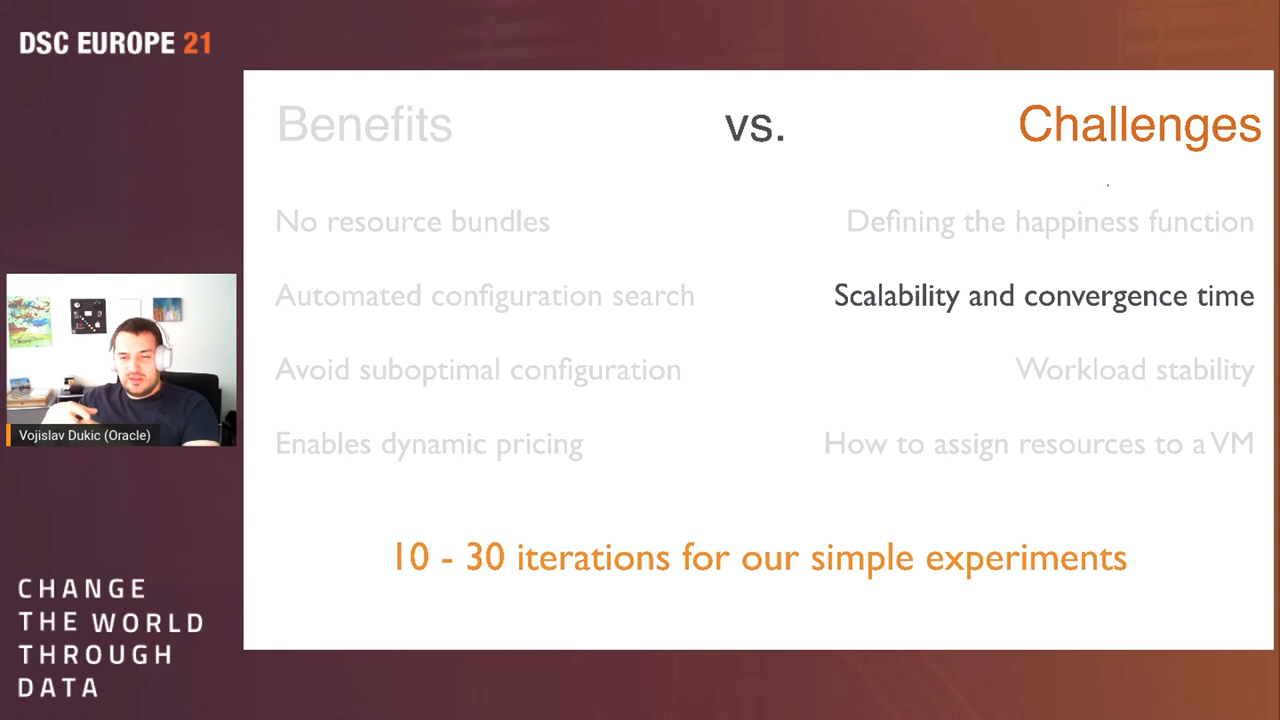 DSC EUROPE 21
Benefits
vs.
Challenges
No resource bundles
Defining the happiness function
Automated configuration search
Scalability and convergence time
Avoid suboptimal configuration
Workload stability
Enables dynamic pricing
How to assign resources to a VM
10 - 30 iterations for our simple experiments
Vojislav Dukic (Oracle)
CHANGE
THE WORLD
THROUGH
DATA